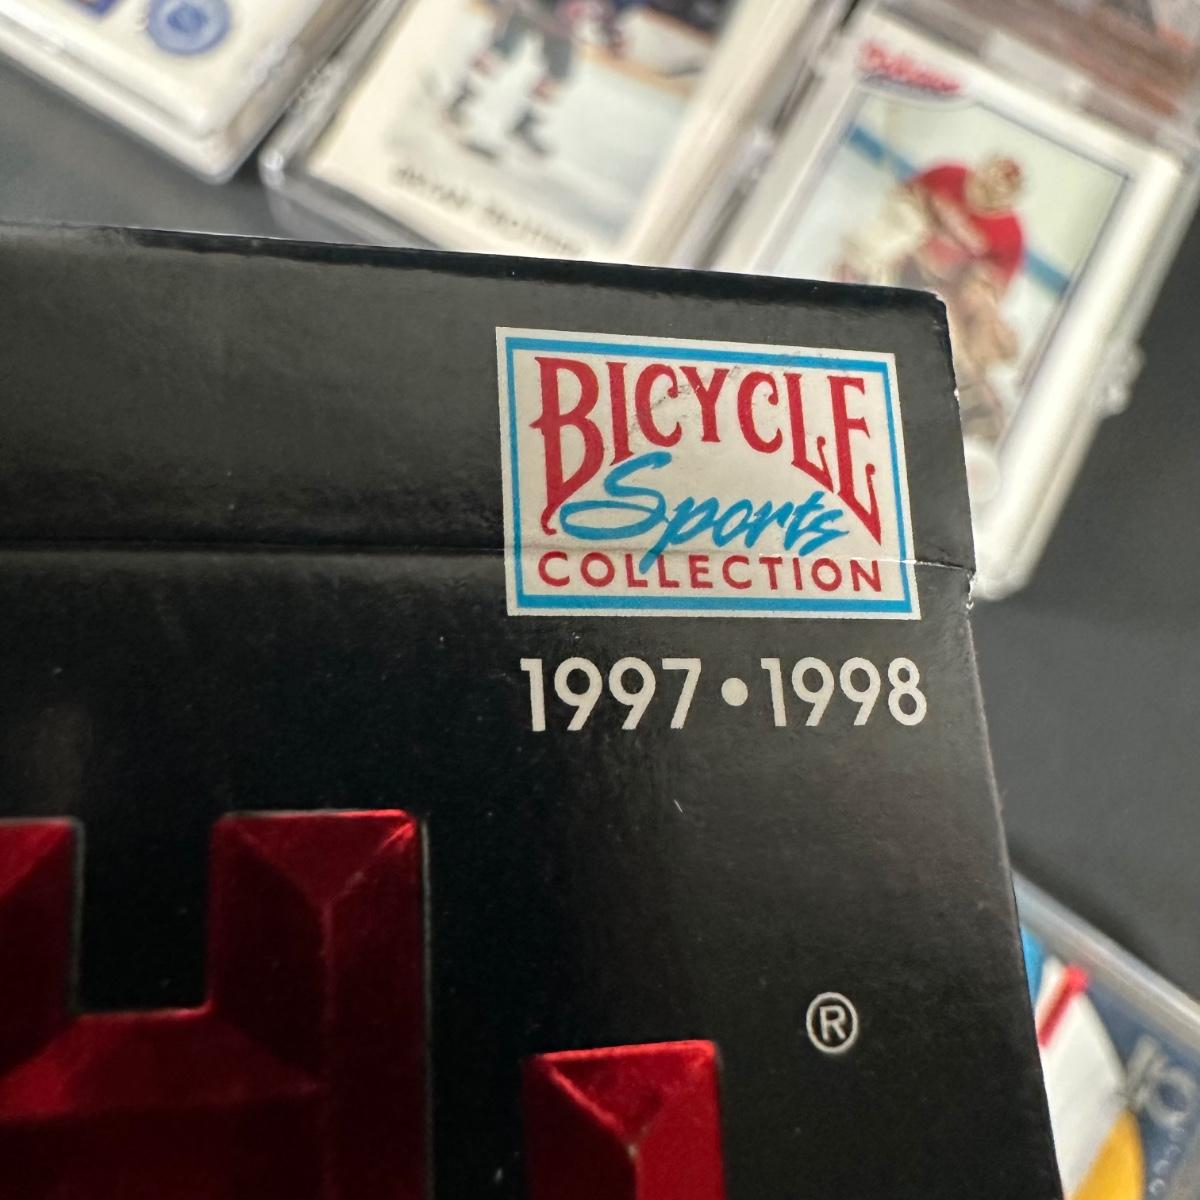 BICYCLE
Sports
COLLECTION
1997•1998
®